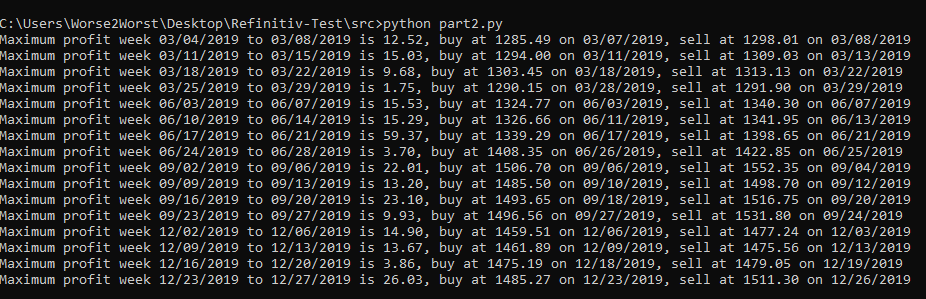 C:\Users\Worse2Worst\Desktop\Refinitiv-Test\src>python part2.py
Maximum profit week 03/04/2019 to 03/08/2019 is 12.52, buy at 1285.49 on 03/07/2019, sell at 1298.01 on 03/08/2019
Maximum profit week 03/11/2019 to 03/15/2019 is 15.03, buy at 1294.00 on 03/11/2019, sell at 1309.03 on 03/13/2019
Maximum profit week 03/18/2019 to 03/22/2019 is 9.68, buy at 1303.45 on 03/18/2019, sell at 1313.13 on 03/22/2019
Maximum profit week 03/25/2019 to 03/29/2019 is 1.75, buy at 1290.15 on 03/28/2019, sell at 1291.90 on 03/29/2019
Maximum profit week 06/03/2019 to 06/07/2019 is 15.53, buy at 1324.77 on 06/03/2019, sell at 1340.30 on 06/07/2019
Maximum profit week 06/10/2019 to 06/14/2019 is 15.29, buy at 1326.66 on 06/11/2019, sell at 1341.95 on 06/13/2019
Maximum profit week 06/17/2019 to 06/21/2019 is 59.37, buy at 1339.29 on 06/17/2019, sell at 1398.65 on 06/21/2019
Maximum profit week 06/24/2019 to 06/28/2019 is 3.70, buy at 1408.35 on 06/26/2019, sell at 1422.85 on 06/25/2019
Maximum profit week 09/02/2019 to 09/06/2019 is 22.01, buy at 1506.70 on 09/06/2019, sell at 1552.35 on 09/04/2019
Maximum profit week 09/09/2019 to 09/13/2019 is 13.20, buy at 1485.50 on 09/10/2019, sell at 1498.70 on 09/12/2019
Maximum profit week 09/16/2019 to 09/20/2019 is 23.10, buy at 1493.65 on 09/18/2019, sell at 1516.75 on 09/20/2019
Maximum profit week 09/23/2019 to 09/27/2019 is 9.93, buy at 1496.56 on 09/27/2019, sell at 1531.80 on 09/24/2019
Maximum profit week 12/02/2019 to 12/06/2019 is 14.90, buy at 1459.51 on 12/06/2019, sell at 1477.24 on 12/03/2019
Maximum profit week 12/09/2019 to 12/13/2019 is 13.67, buy at 1461.89 on 12/09/2019, sell at 1475.56 on 12/13/2019
Maximum profit week 12/16/2019 to 12/20/2019 is 3.86, buy at 1475.19 on 12/18/2019, sell at 1479.05 on 12/19/2019
Maximum profit week 12/23/2019 to 12/27/2019 is 26.03, buy at 1485.27 on 12/23/2019, sell at 1511.30 on 12/26/2019